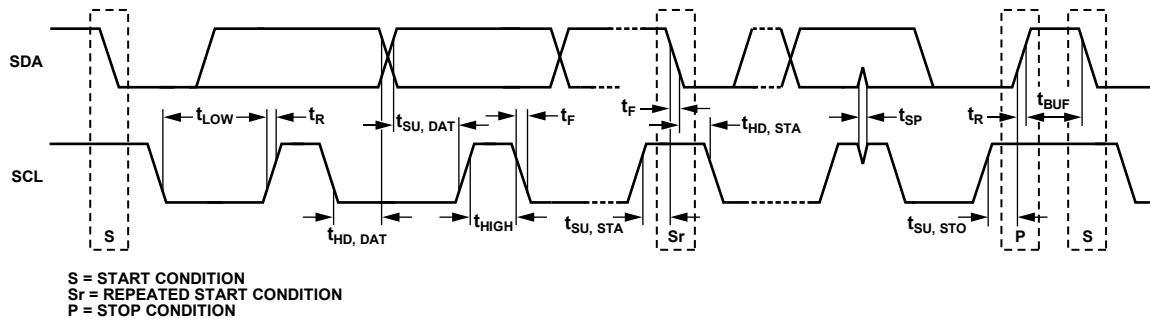 SDA
tF
tLOW
tR
tSU, DAT
tF
tHD, STA
tSP
tR
tBUF
SCL
tHD, DAT
tHIGH
tSU, STA
tSU, STO
S
Sr
P
S
S = START CONDITION
Sr = REPEATED START CONDITION
P = STOP CONDITION